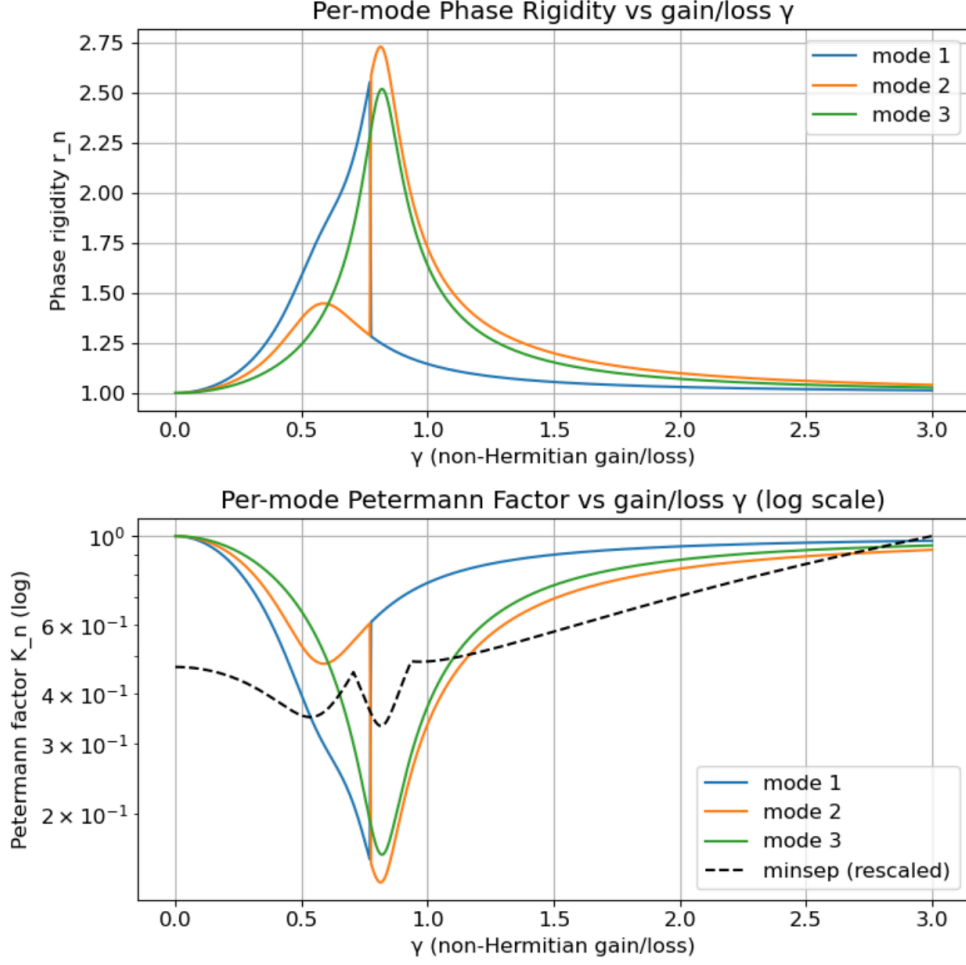 Per-mode Phase Rigidity vs gain/loss γ
2.75
2.50
2.25
2.00
1.75
1.50
1.25
1.00
Phase rigidity r_n
mode 1
mode 2
mode 3
0.0 0.5 1.0 1.5 2.0 2.5 3.0
γ (non-Hermitian gain/loss)
Per-mode Petermann Factor vs gain/loss γ (log scale)
10⁰
6 × 10⁻¹
4 × 10⁻¹
3 × 10⁻¹
2 × 10⁻¹
Petermann factor K_n (log)
mode 1
mode 2
mode 3
minsep (rescaled)
0.0 0.5 1.0 1.5 2.0 2.5 3.0
γ (non-Hermitian gain/loss)